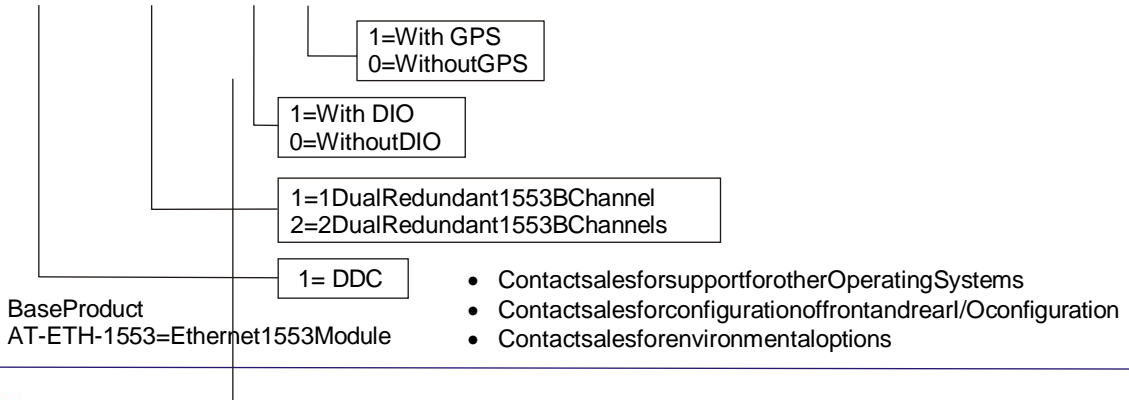 1=With GPS
0=WithoutGPS
1=With DIO
0=WithoutDIO
1=1DualRedundant1553BChannel
2=2DualRedundant1553BChannels
1= DDC
BaseProduct
AT-ETH-1553=Ethernet1553Module
• ContactsalesforsupportforotherOperatingSystems
• ContactsalesforconfigurationoffrontandrearI/Oconfiguration
• Contactsalesforenvironmentaloptions